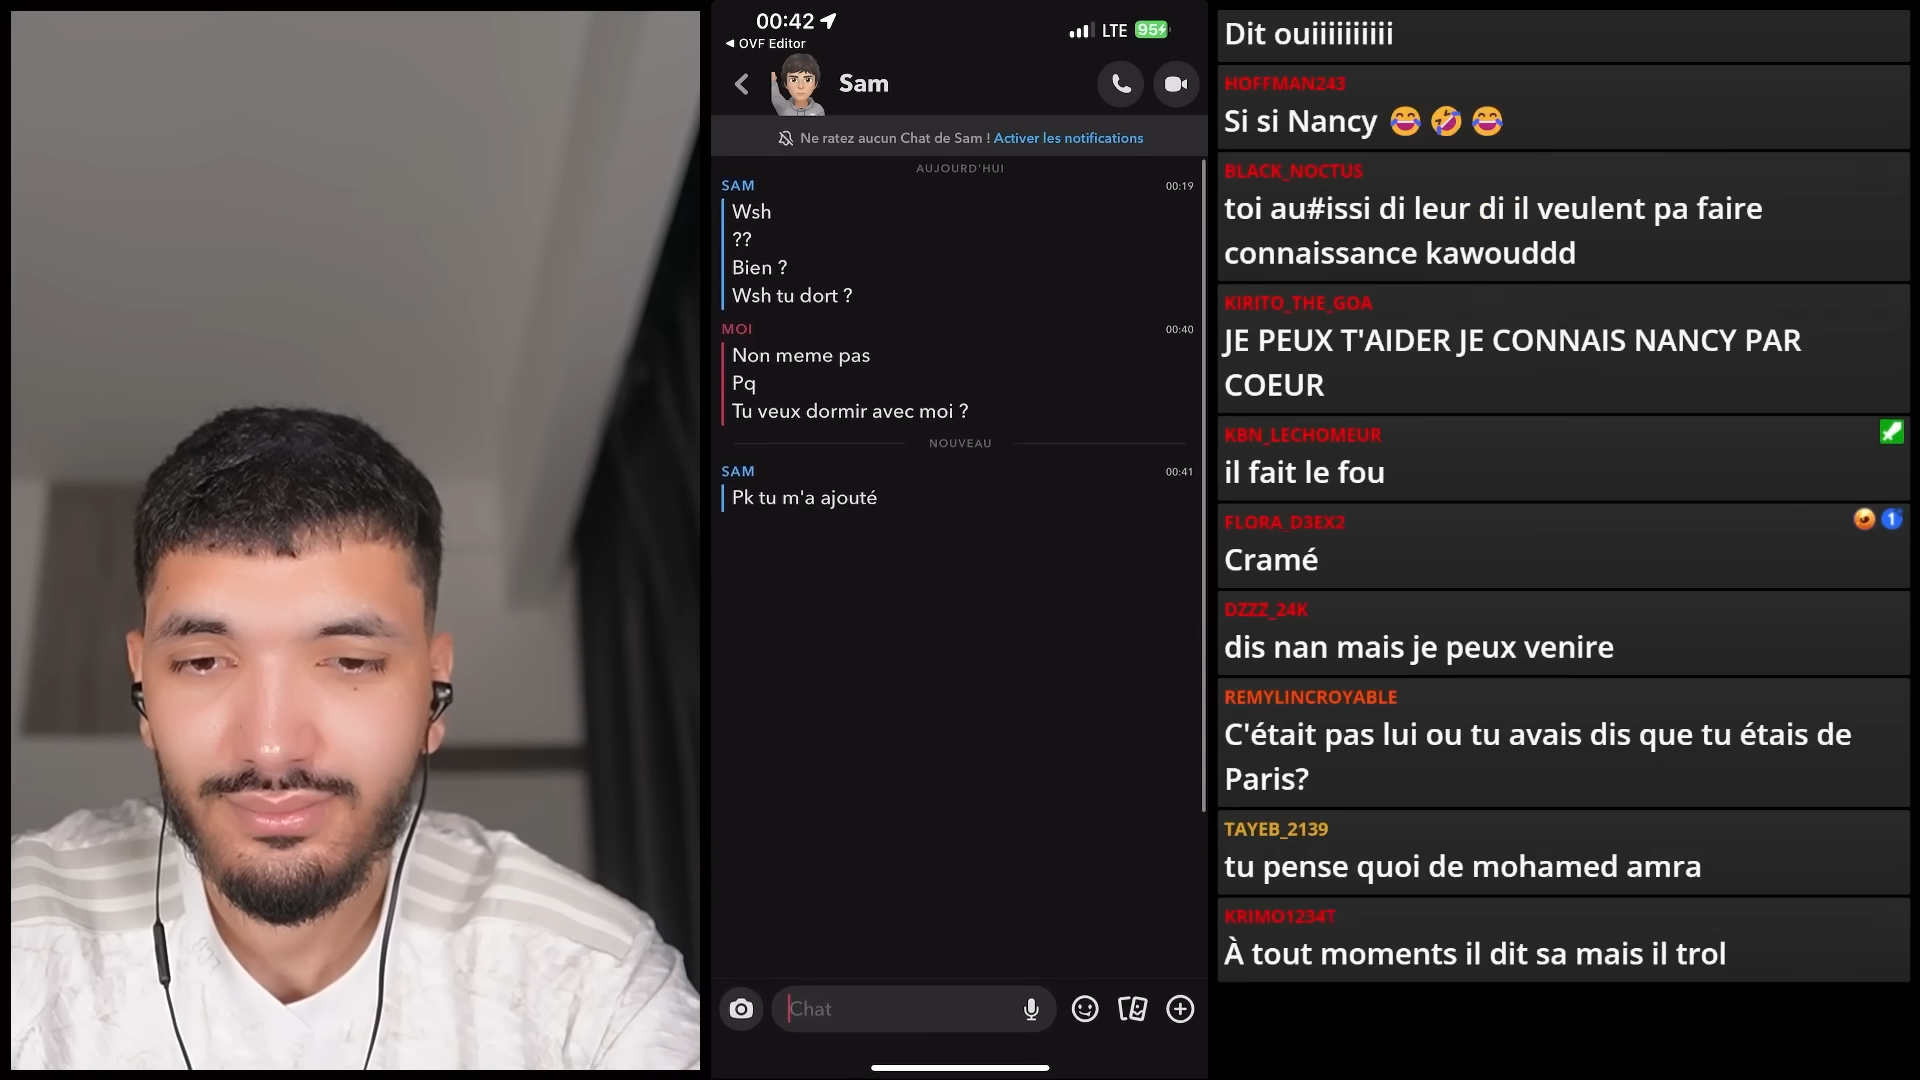 00:42
LTE
95
OVF Editor
Sam
Ne ratez aucun Chat de Sam ! Activer les notifications
AUJOURD'HUI
SAM
00:19
Wsh
??
Bien ?
Wsh tu dort ?
MOI
00:40
Non meme pas
Pq
Tu veux dormir avec moi ?
NOUVEAU
SAM
00:41
Pk tu m'a ajouté
Chat
Dit ouiiiiiiiiii
HOFFMAN243
Si si Nancy 😂 🤣 😂
BLACK_NOCTUS
toi au#issi di leur di il veulent pa faire
connaissance kawouddd
KIRITO_THE_GOA
JE PEUX T'AIDER JE CONNAIS NANCY PAR
COEUR
KBN_LECHOMEUR
il fait le fou
FLORA_D3EX2
1
Cramé
DZZZ_24K
dis nan mais je peux venire
REMYLINCROYABLE
C'était pas lui ou tu avais dis que tu étais de
Paris?
TAYEB_2139
tu pense quoi de mohamed amra
KRIMO1234T
À tout moments il dit sa mais il trol